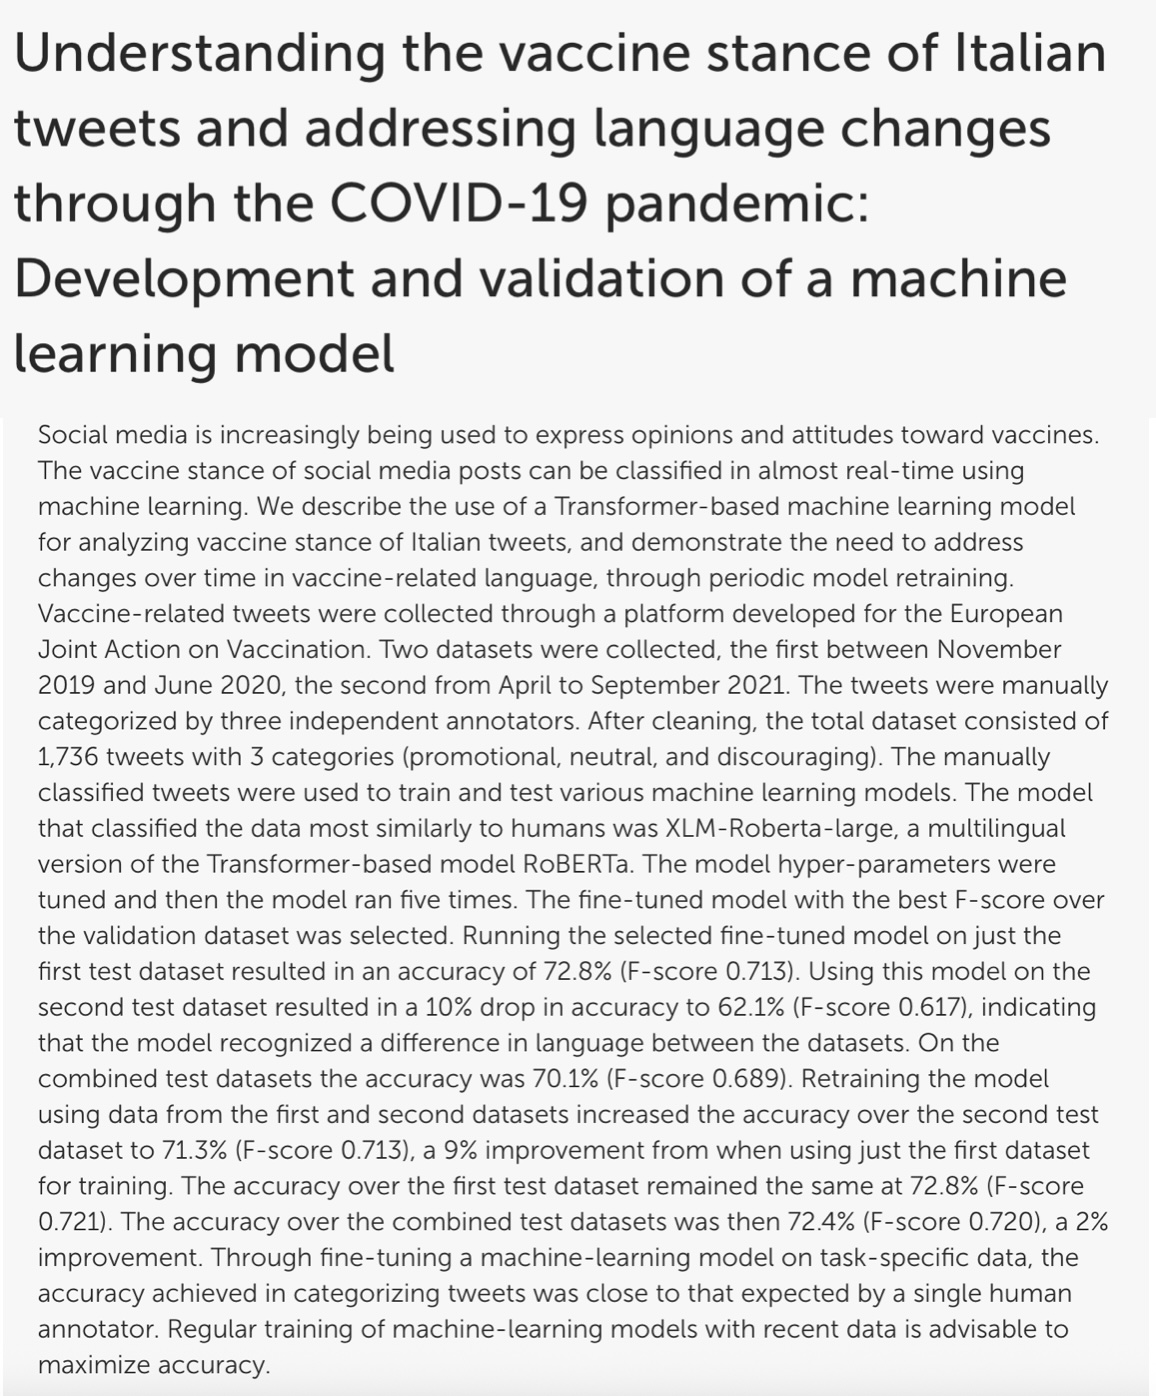 Understanding the vaccine stance of Italian
tweets and addressing language changes
through the COVID-19 pandemic:
Development and validation of a machine
learning model
Social media is increasingly being used to express opinions and attitudes toward vaccines.
The vaccine stance of social media posts can be classified in almost real-time using
machine learning. We describe the use of a Transformer-based machine learning model
for analyzing vaccine stance of Italian tweets, and demonstrate the need to address
changes over time in vaccine-related language, through periodic model retraining.
Vaccine-related tweets were collected through a platform developed for the European
Joint Action on Vaccination. Two datasets were collected, the first between November
2019 and June 2020, the second from April to September 2021. The tweets were manually
categorized by three independent annotators. After cleaning, the total dataset consisted of
1,736 tweets with 3 categories (promotional, neutral, and discouraging). The manually
classified tweets were used to train and test various machine learning models. The model
that classified the data most similarly to humans was XLM-Roberta-large, a multilingual
version of the Transformer-based model RoBERTa. The model hyper-parameters were
tuned and then the model ran five times. The fine-tuned model with the best F-score over
the validation dataset was selected. Running the selected fine-tuned model on just the
first test dataset resulted in an accuracy of 72.8% (F-score 0.713). Using this model on the
second test dataset resulted in a 10% drop in accuracy to 62.1% (F-score 0.617), indicating
that the model recognized a difference in language between the datasets. On the
combined test datasets the accuracy was 70.1% (F-score 0.689). Retraining the model
using data from the first and second datasets increased the accuracy over the second test
dataset to 71.3% (F-score 0.713), a 9% improvement from when using just the first dataset
for training. The accuracy over the first test dataset remained the same at 72.8% (F-score
0.721). The accuracy over the combined test datasets was then 72.4% (F-score 0.720), a 2%
improvement. Through fine-tuning a machine-learning model on task-specific data, the
accuracy achieved in categorizing tweets was close to that expected by a single human
annotator. Regular training of machine-learning models with recent data is advisable to
maximize accuracy.